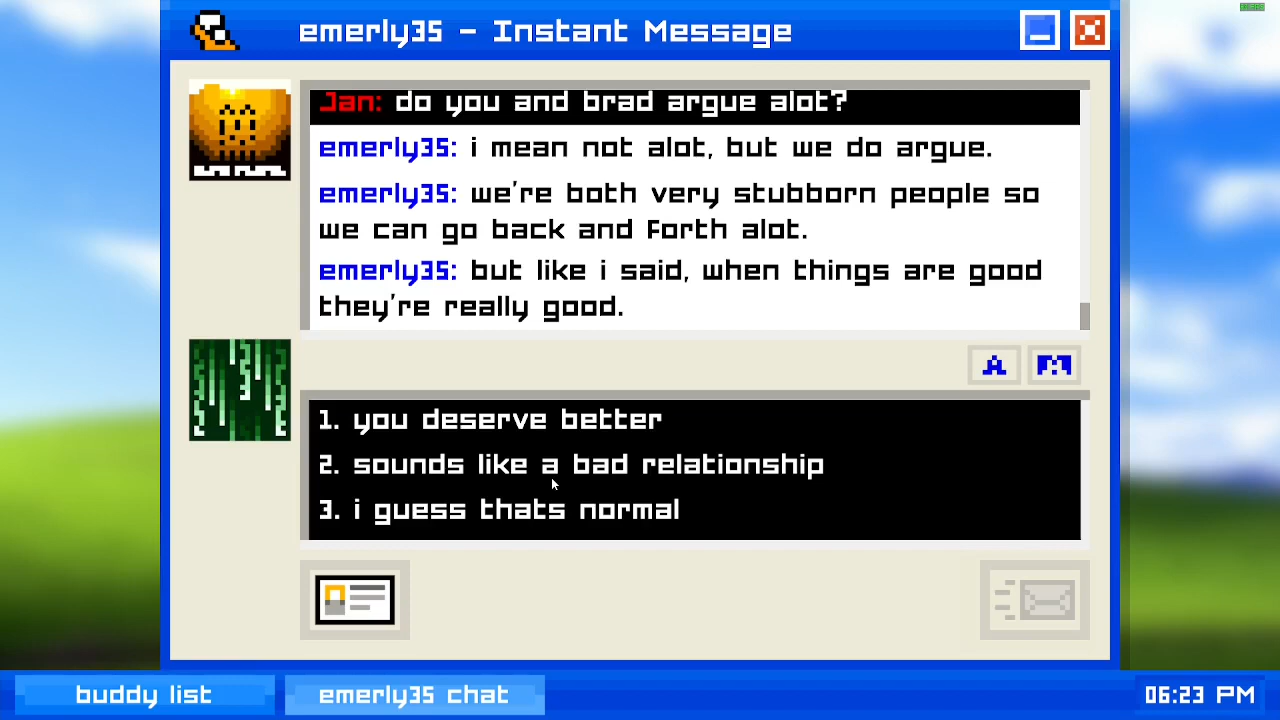 emerly35 - Instant Message
Jan: do you and brad argue alot?
emerly35: i mean not alot, but we do argue.
emerly35: we're both very stubborn people so
we can go back and forth alot.
emerly35: but like i said, when things are good
they're really good.
A
1. you deserve better
2. sounds like a bad relationship
3. i guess thats normal
buddy list
emerly35 chat
06:23 PM